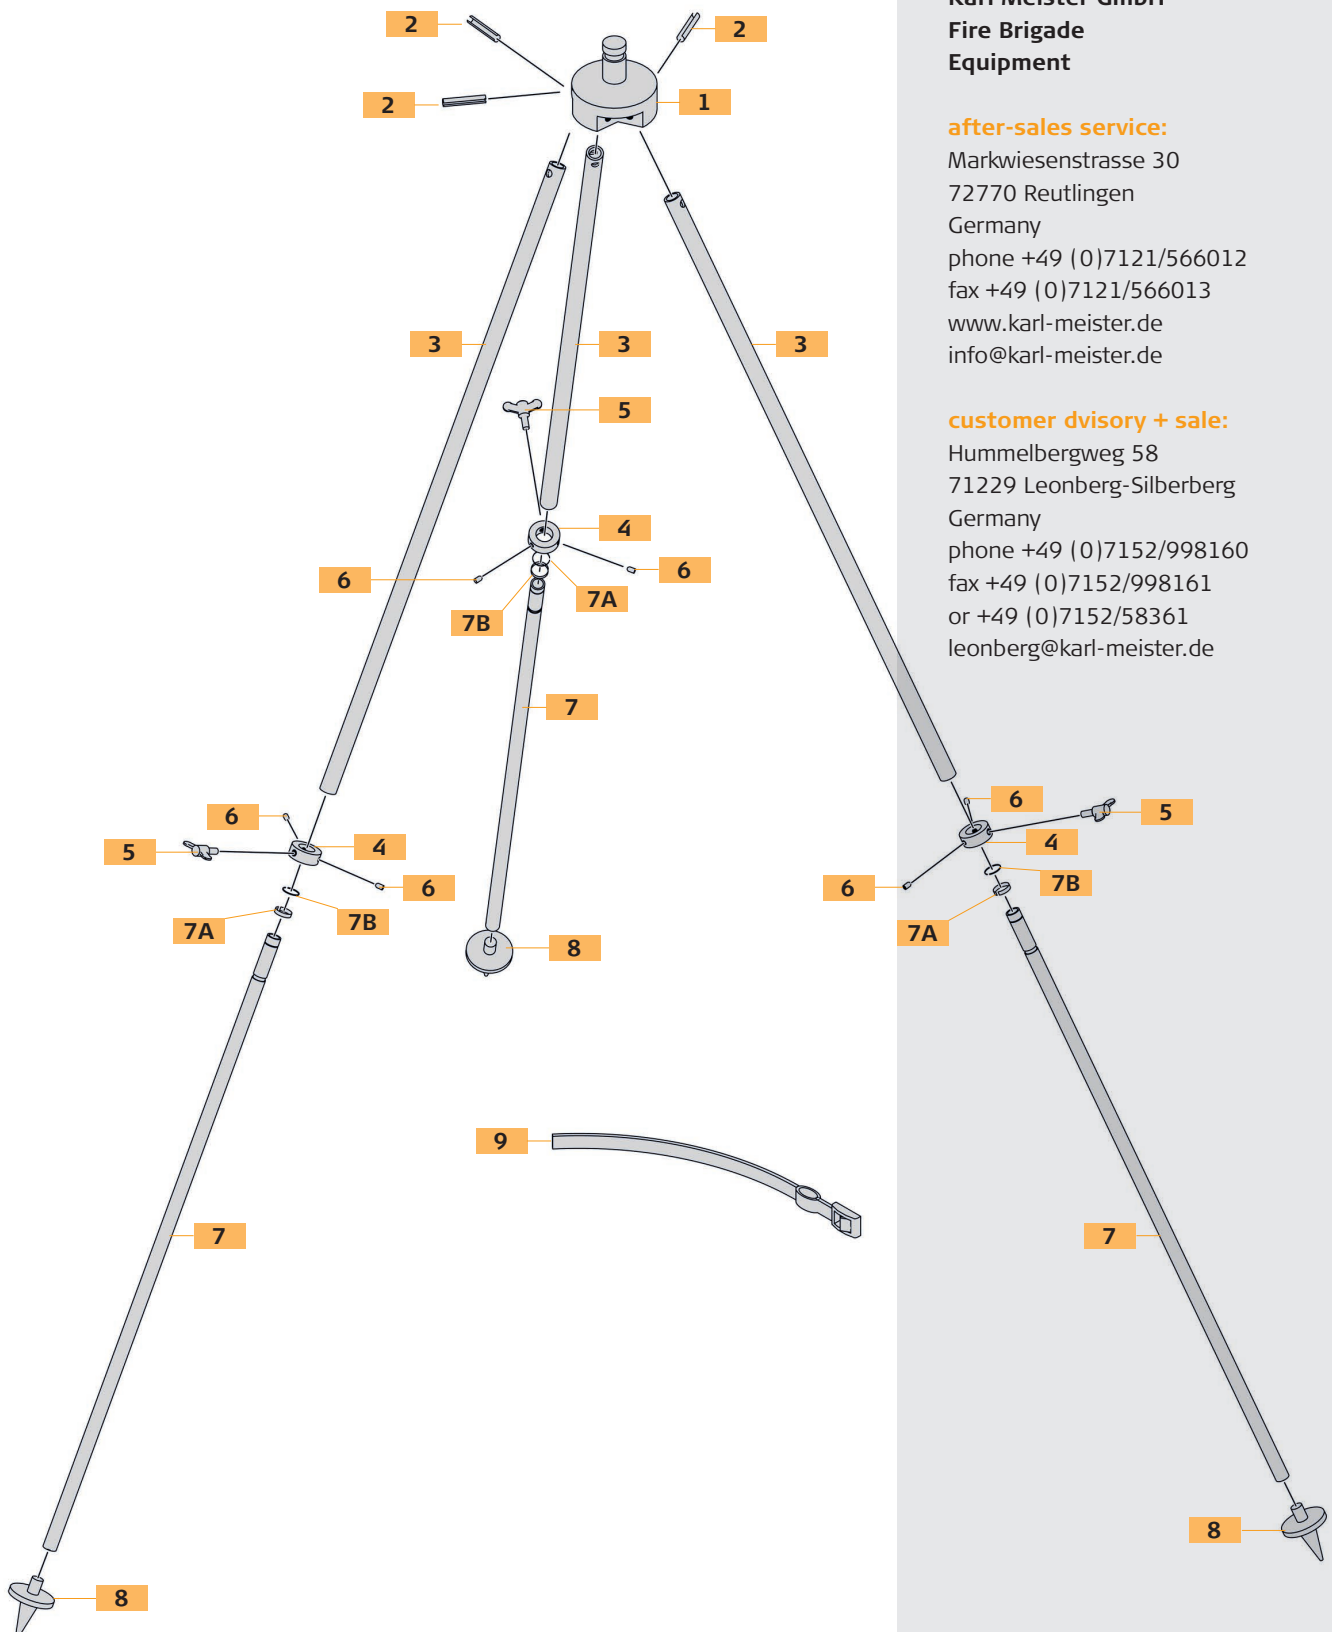 Karl Meister GmbH
Fire Brigade
Equipment
after-sales service:
Markwiesenstrasse 30
72770 Reutlingen
Germany
phone +49 (0)7121/566012
fax +49 (0)7121/566013
www.karl-meister.de
info@karl-meister.de
customer dvisory + sale:
Hummelbergweg 58
71229 Leonberg-Silberberg
Germany
phone +49 (0)7152/998160
fax +49 (0)7152/998161
or +49 (0)7152/58361
leonberg@karl-meister.de
2
2
2
1
3
3
3
5
4
6
6
7A
7B
7
6
5
4
6
7A
7B
8
6
5
4
6
7B
7A
9
7
7
8
8